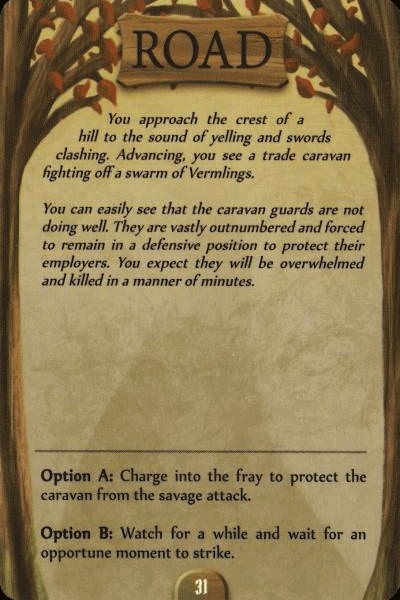 ROAD
You approach the crest of a
hill to the sound of yelling and swords
clashing. Advancing, you see a trade caravan
fighting off a swarm of Vermlings.
You can easily see that the caravan guards are not
doing well. They are vastly outnumbered and forced
to remain in a defensive position to protect their
employers. You expect they will be overwhelmed
and killed in a manner of minutes.
Option A: Charge into the fray to protect the
caravan from the savage attack.
Option B: Watch for a while and wait for an
opportune moment to strike.
31